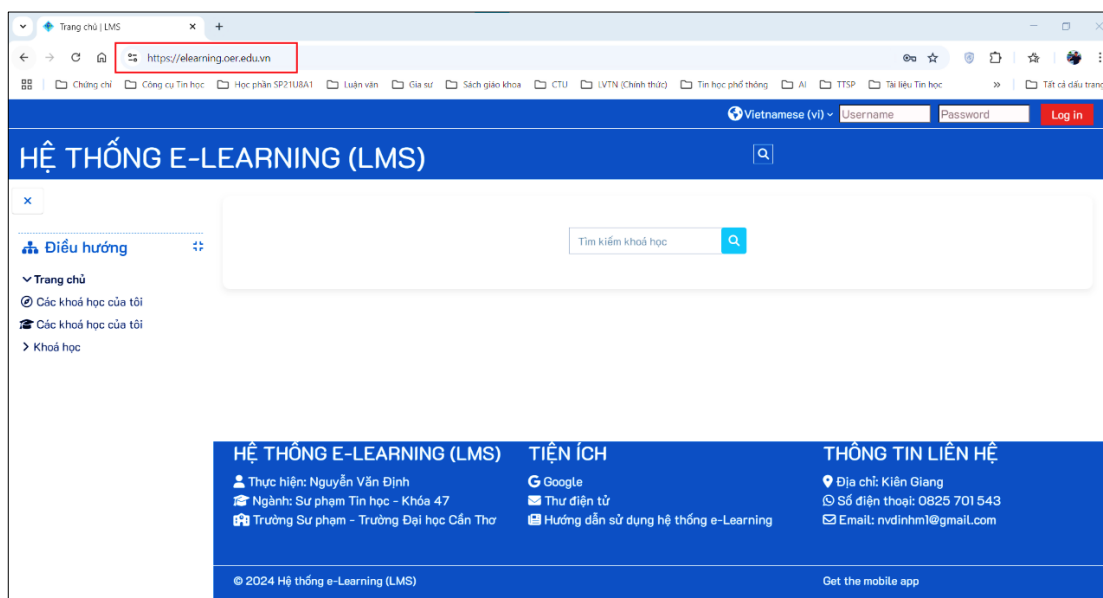 Trang chủ | LMS
https://elearning.oer.edu.vn
Chứng chỉ Công cụ Tin học Học phần SP21U8A1 Luận văn Gia sư Sách giáo khoa CTU LVTN (Chính thức) Tin học phổ thông AI TTSP Tài liệu Tin học » Tất cả dấu trang
Vietnamese (vi) Username Password Log in
HỆ THỐNG E-LEARNING (LMS)
Điều hướng
Tìm kiếm khoá học
Trang chủ
Các khoá học của tôi
Các khoá học của tôi
Khoá học
HỆ THỐNG E-LEARNING (LMS)
Thực hiện: Nguyễn Văn Định
Ngành: Sư phạm Tin học - Khóa 47
Trường Sư phạm - Trường Đại học Cần Thơ
TIỆN ÍCH
Google
Thư điện tử
Hướng dẫn sử dụng hệ thống e-Learning
THÔNG TIN LIÊN HỆ
Địa chỉ: Kiên Giang
Số điện thoại: 0825 701 543
Email: nvdinhm1@gmail.com
© 2024 Hệ thống e-Learning (LMS)
Get the mobile app